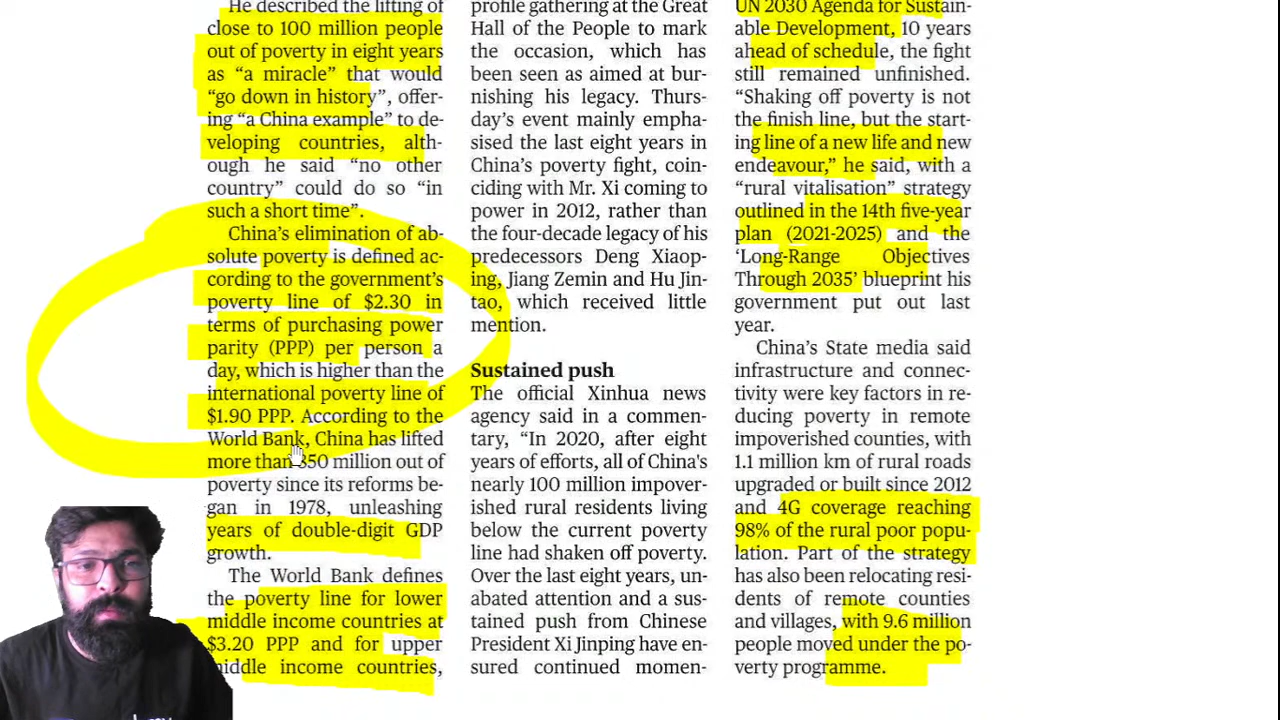 He described the lifting of
close to 100 million people
out of poverty in eight years
as “a miracle” that would
“go down in history”, offer-
ing “a China example” to de-
veloping countries, alth-
ough he said “no other
country” could do so “in
such a short time”.
China’s elimination of ab-
solute poverty is defined ac-
cording to the government’s
poverty line of $2.30 in
terms of purchasing power
parity (PPP) per person a
day, which is higher than the
international poverty line of
$1.90 PPP. According to the
World Bank, China has lifted
more than 850 million out of
poverty since its reforms be-
gan in 1978, unleashing
years of double-digit GDP
growth.
The World Bank defines
the poverty line for lower
middle income countries at
$3.20 PPP and for upper
middle income countries,
profile gathering at the Great
Hall of the People to mark
the occasion, which has
been seen as aimed at bur-
nishing his legacy. Thurs-
day’s event mainly empha-
sised the last eight years in
China’s poverty fight, coin-
ciding with Mr. Xi coming to
power in 2012, rather than
the four-decade legacy of his
predecessors Deng Xiaop-
ing, Jiang Zemin and Hu Jin-
tao, which received little
mention.
Sustained push
The official Xinhua news
agency said in a commen-
tary, “In 2020, after eight
years of efforts, all of China's
nearly 100 million impover-
ished rural residents living
below the current poverty
line had shaken off poverty.
Over the last eight years, un-
abated attention and a sus-
tained push from Chinese
President Xi Jinping have en-
sured continued momen-
UN 2030 Agenda for Sustain-
able Development, 10 years
ahead of schedule, the fight
still remained unfinished.
“Shaking off poverty is not
the finish line, but the start-
ing line of a new life and new
endeavour,” he said, with a
“rural vitalisation” strategy
outlined in the 14th five-year
plan (2021-2025) and the
‘Long-Range Objectives
Through 2035’ blueprint his
government put out last
year.
China’s State media said
infrastructure and connec-
tivity were key factors in re-
ducing poverty in remote
impoverished counties, with
1.1 million km of rural roads
upgraded or built since 2012
and 4G coverage reaching
98% of the rural poor popu-
lation. Part of the strategy
has also been relocating resi-
dents of remote counties
and villages, with 9.6 million
people moved under the po-
verty programme.